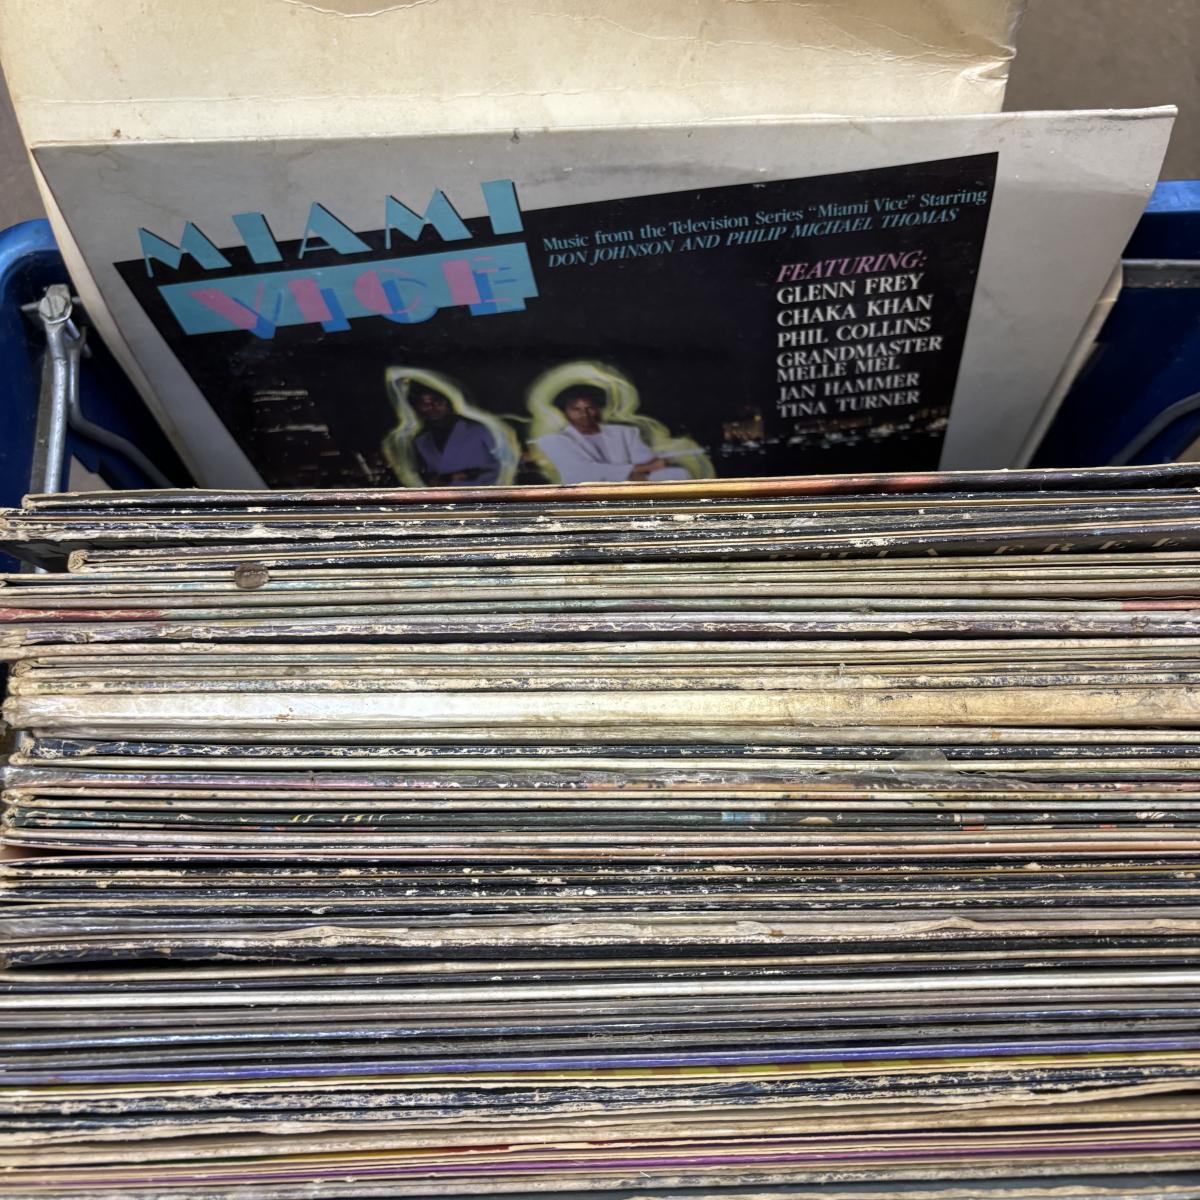 MIAMI
VICE
Music from the Television Series "Miami Vice" Starring
DON JOHNSON AND PHILIP MICHAEL THOMAS
FEATURING:
GLENN FREY
CHAKA KHAN
PHIL COLLINS
GRANDMASTER
MELLE MEL
JAN HAMMER
TINA TURNER